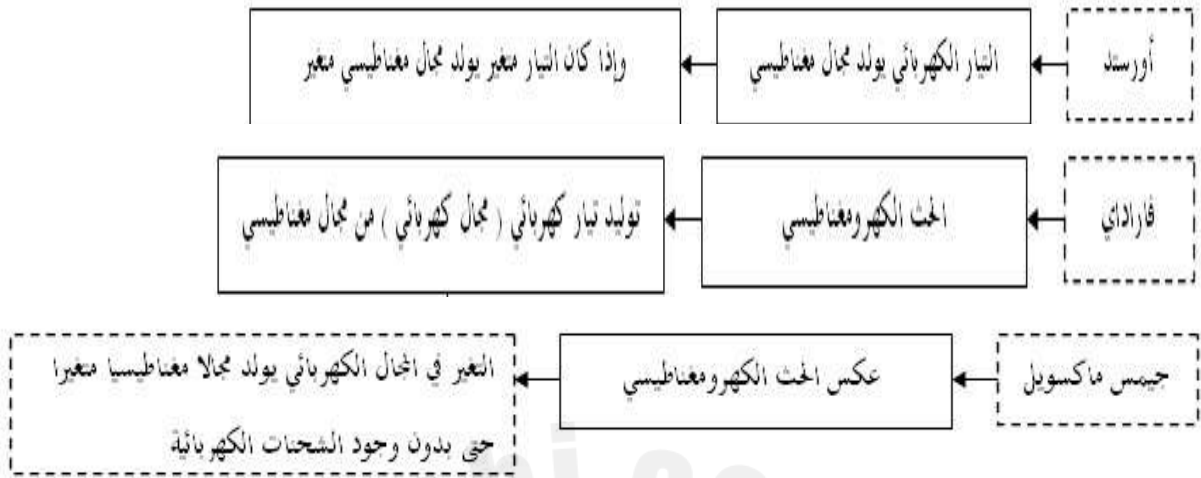 أورستد
التيار الكهربائي يولد مجال مغناطيسي
وإذا كان التيار متغير يولد مجال مغناطيسي متغير
فاراداي
الحث الكهرومغناطيسي
توليد تيار كهربائي ( مجال كهربائي ) من مجال مغناطيسي
جيمس ماكسويل
عكس الحث الكهرومغناطيسي
التغير في المجال الكهربائي يولد مجالا مغناطيسيا متغيرا
حتى بدون وجود الشحنات الكهربائية